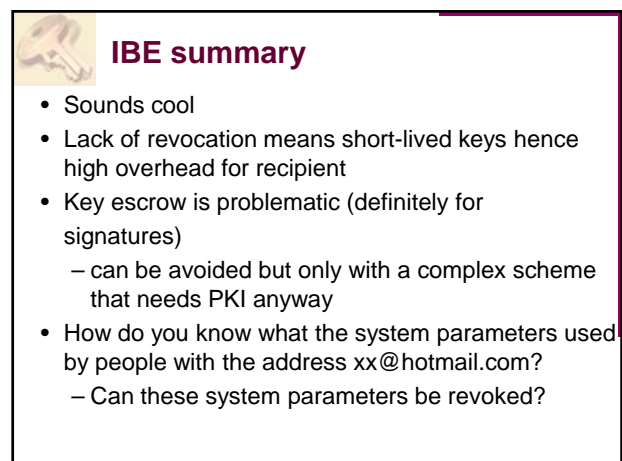 IBE summary
• Sounds cool
• Lack of revocation means short-lived keys hence
high overhead for recipient
• Key escrow is problematic (definitely for
signatures)
– can be avoided but only with a complex scheme
that needs PKI anyway
• How do you know what the system parameters used
by people with the address xx@hotmail.com?
– Can these system parameters be revoked?